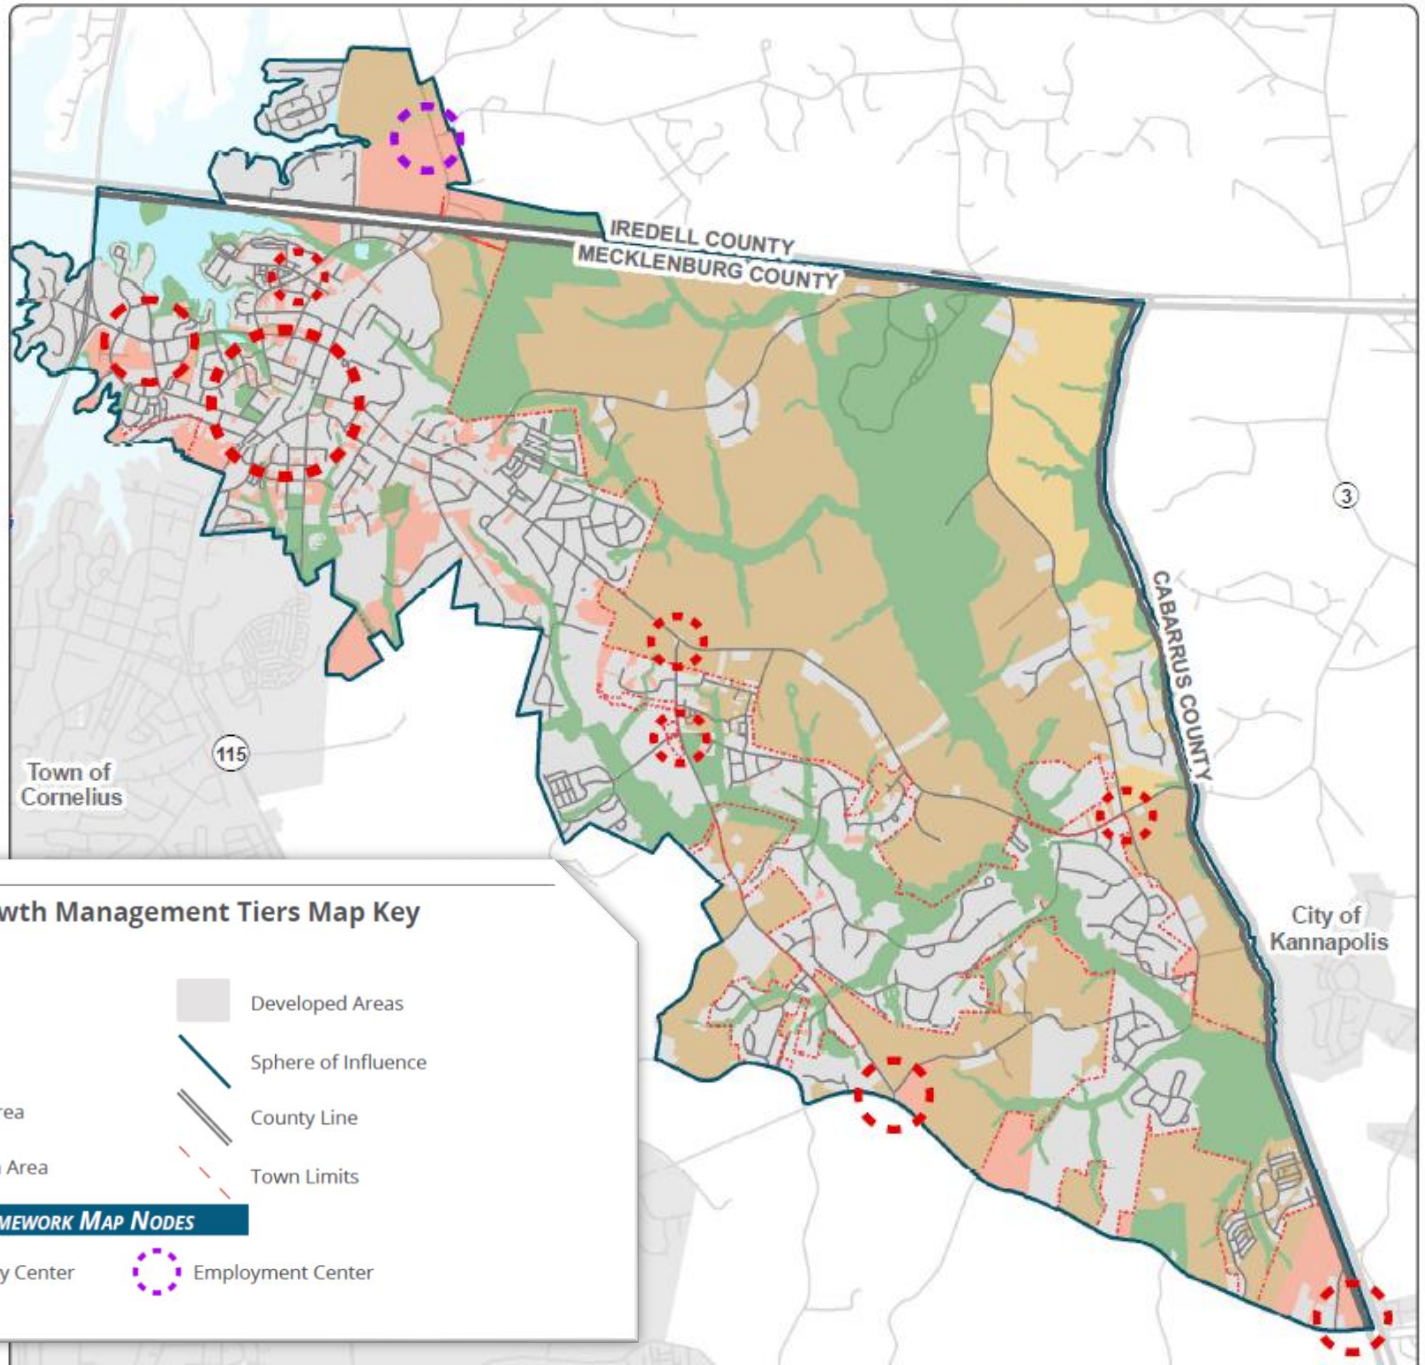 IREDELL COUNTY
MECKLENBURG COUNTY
3
CABARRUS COUNTY
115
Town of
Cornelius
City of
Kannapolis
wth Management Tiers Map Key
Developed Areas
Sphere of Influence
rea
County Line
Area
Town Limits
MEWORK MAP NODES
y Center
Employment Center